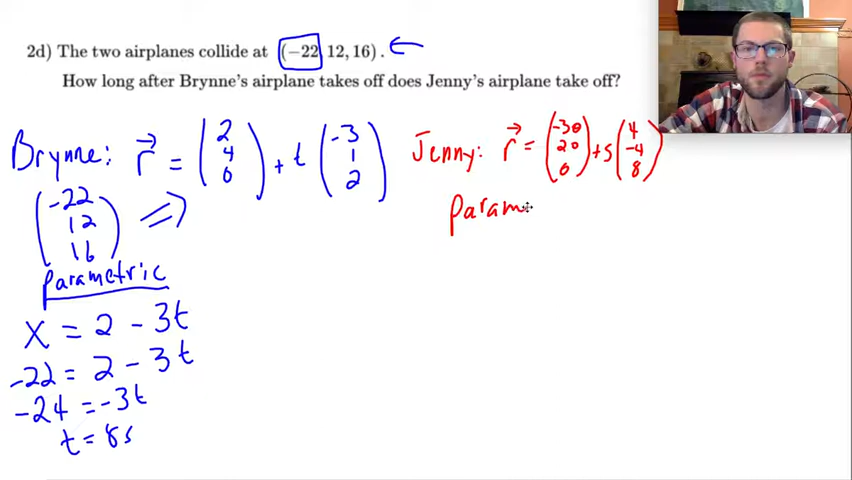 2d) The two airplanes collide at (−22, 12, 16). ←
How long after Brynne's airplane takes off does Jenny's airplane take off?
Brynne: r⃗ = (2 4 0) + t (-3 1 2)
Jenny: r⃗ = (-30 20 0) + s (4 -4 8)
(-22 12 16) ⇒
parametric
x = 2 - 3t
-22 = 2 - 3t
-24 = -3t
t = 8s
param